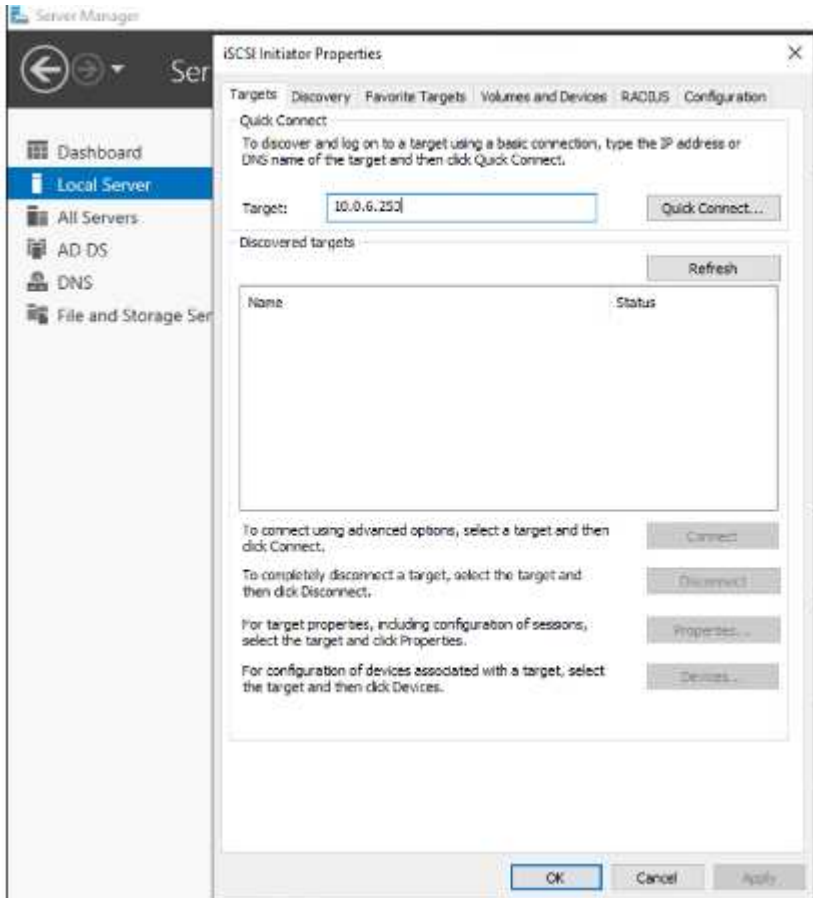 Server Manager
Ser
iSCSI Initiator Properties
Targets Discovery Favorite Targets Volumes and Devices RADIUS Configuration
Quick Connect
To discover and log on to a target using a basic connection, type the IP address or
DNS name of the target and then click Quick Connect.
Target: 10.0.6.253 Quick Connect...
Discovered targets
Refresh
Name Status
To connect using advanced options, select a target and then
click Connect.
Connect
To completely disconnect a target, select the target and
then click Disconnect.
Disconnect
For target properties, including configuration of sessions,
select the target and click Properties.
Properties...
For configuration of devices associated with a target, select
the target and then click Devices.
Devices...
OK Cancel Apply
Dashboard
Local Server
All Servers
AD DS
DNS
File and Storage Ser